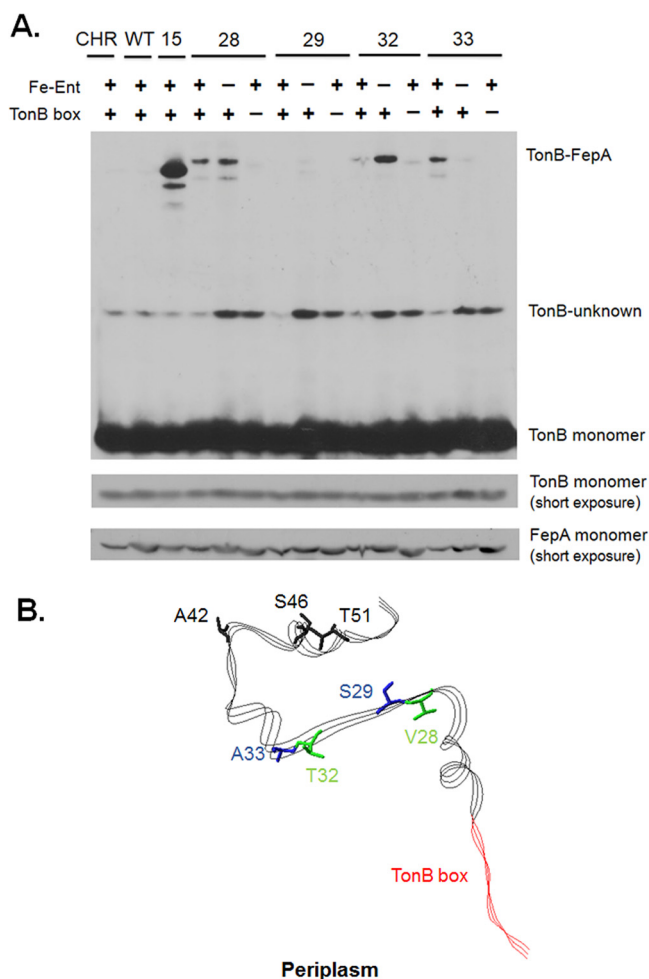 A.
CHR WT 15 28 29 32 33
Fe-Ent + + + + − + + − + + − + + − +
TonB box + + + + + − + + − + + − + + −
TonB-FepA
TonB-unknown
TonB monomer
TonB monomer
(short exposure)
FepA monomer
(short exposure)
B.
A42 S46 T51
S29
V28
A33 T32
TonB box
Periplasm